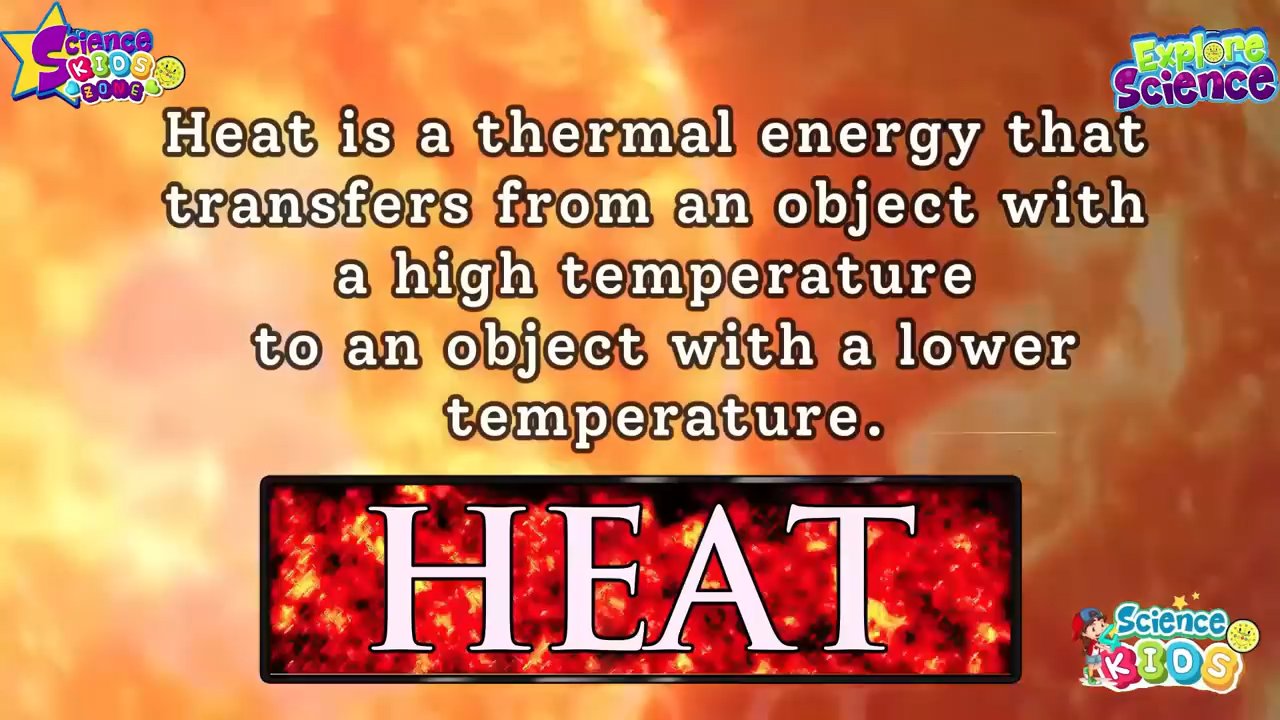 Science
KIDS
ZONE
Explore
Science
Heat is a thermal energy that
transfers from an object with
a high temperature
to an object with a lower
temperature.
HEAT
Science
KIDS